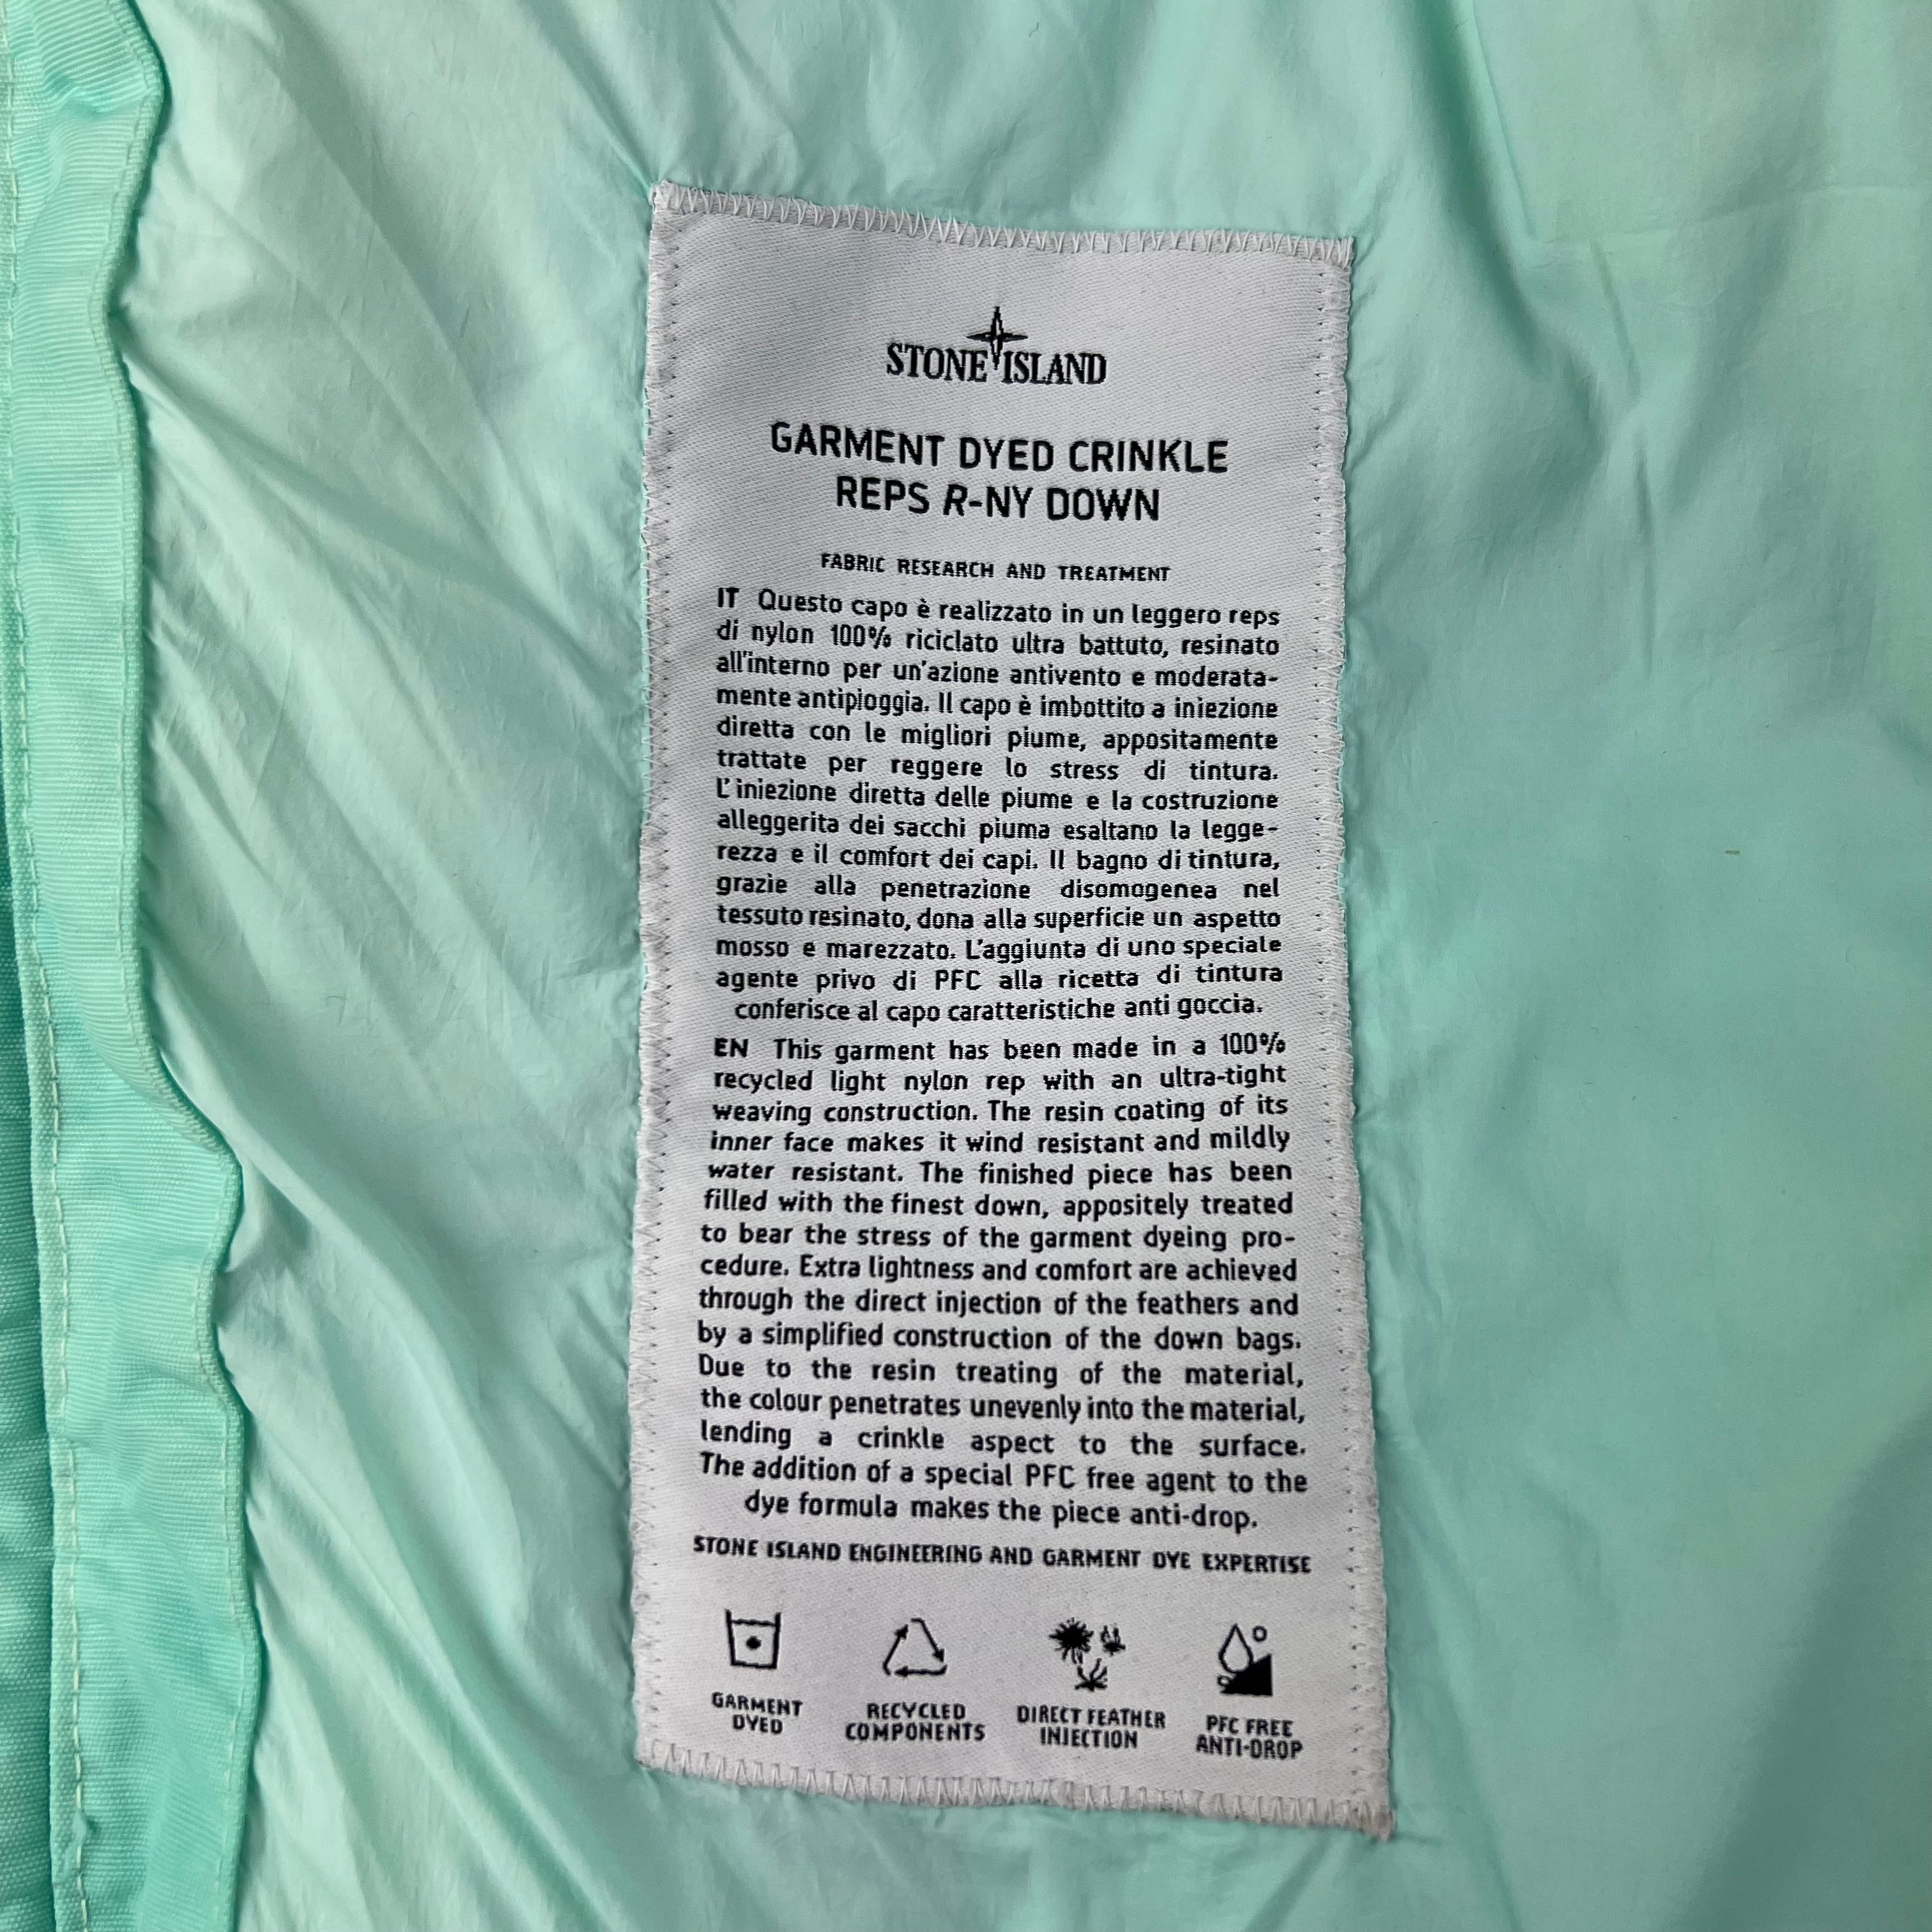 STONE ISLAND
GARMENT DYED CRINKLE
REPS R-NY DOWN
FABRIC RESEARCH AND TREATMENT
IT Questo capo è realizzato in un leggero reps
di nylon 100% riciclato ultra battuto, resinato
all'interno per un'azione antivento e moderata-
mente antipioggia. Il capo è imbottito a iniezione
diretta con le migliori piume, appositamente
trattate per reggere lo stress di tintura.
L'iniezione diretta delle piume e la costruzione
alleggerita dei sacchi piuma esaltano la legge-
rezza e il comfort dei capi. Il bagno di tintura,
grazie alla penetrazione disomogenea nel
tessuto resinato, dona alla superficie un aspetto
mosso e marezzato. L'aggiunta di uno speciale
agente privo di PFC alla ricetta di tintura
conferisce al capo caratteristiche anti goccia.
EN This garment has been made in a 100%
recycled light nylon rep with an ultra-tight
weaving construction. The resin coating of its
inner face makes it wind resistant and mildly
water resistant. The finished piece has been
filled with the finest down, appositely treated
to bear the stress of the garment dyeing pro-
cedure. Extra lightness and comfort are achieved
through the direct injection of the feathers and
by a simplified construction of the down bags.
Due to the resin treating of the material,
the colour penetrates unevenly into the material,
lending a crinkle aspect to the surface.
The addition of a special PFC free agent to the
dye formula makes the piece anti-drop.
STONE ISLAND ENGINEERING AND GARMENT DYE EXPERTISE
GARMENT
DYED
RECYCLED
COMPONENTS
DIRECT FEATHER
INJECTION
PFC FREE
ANTI-DROP